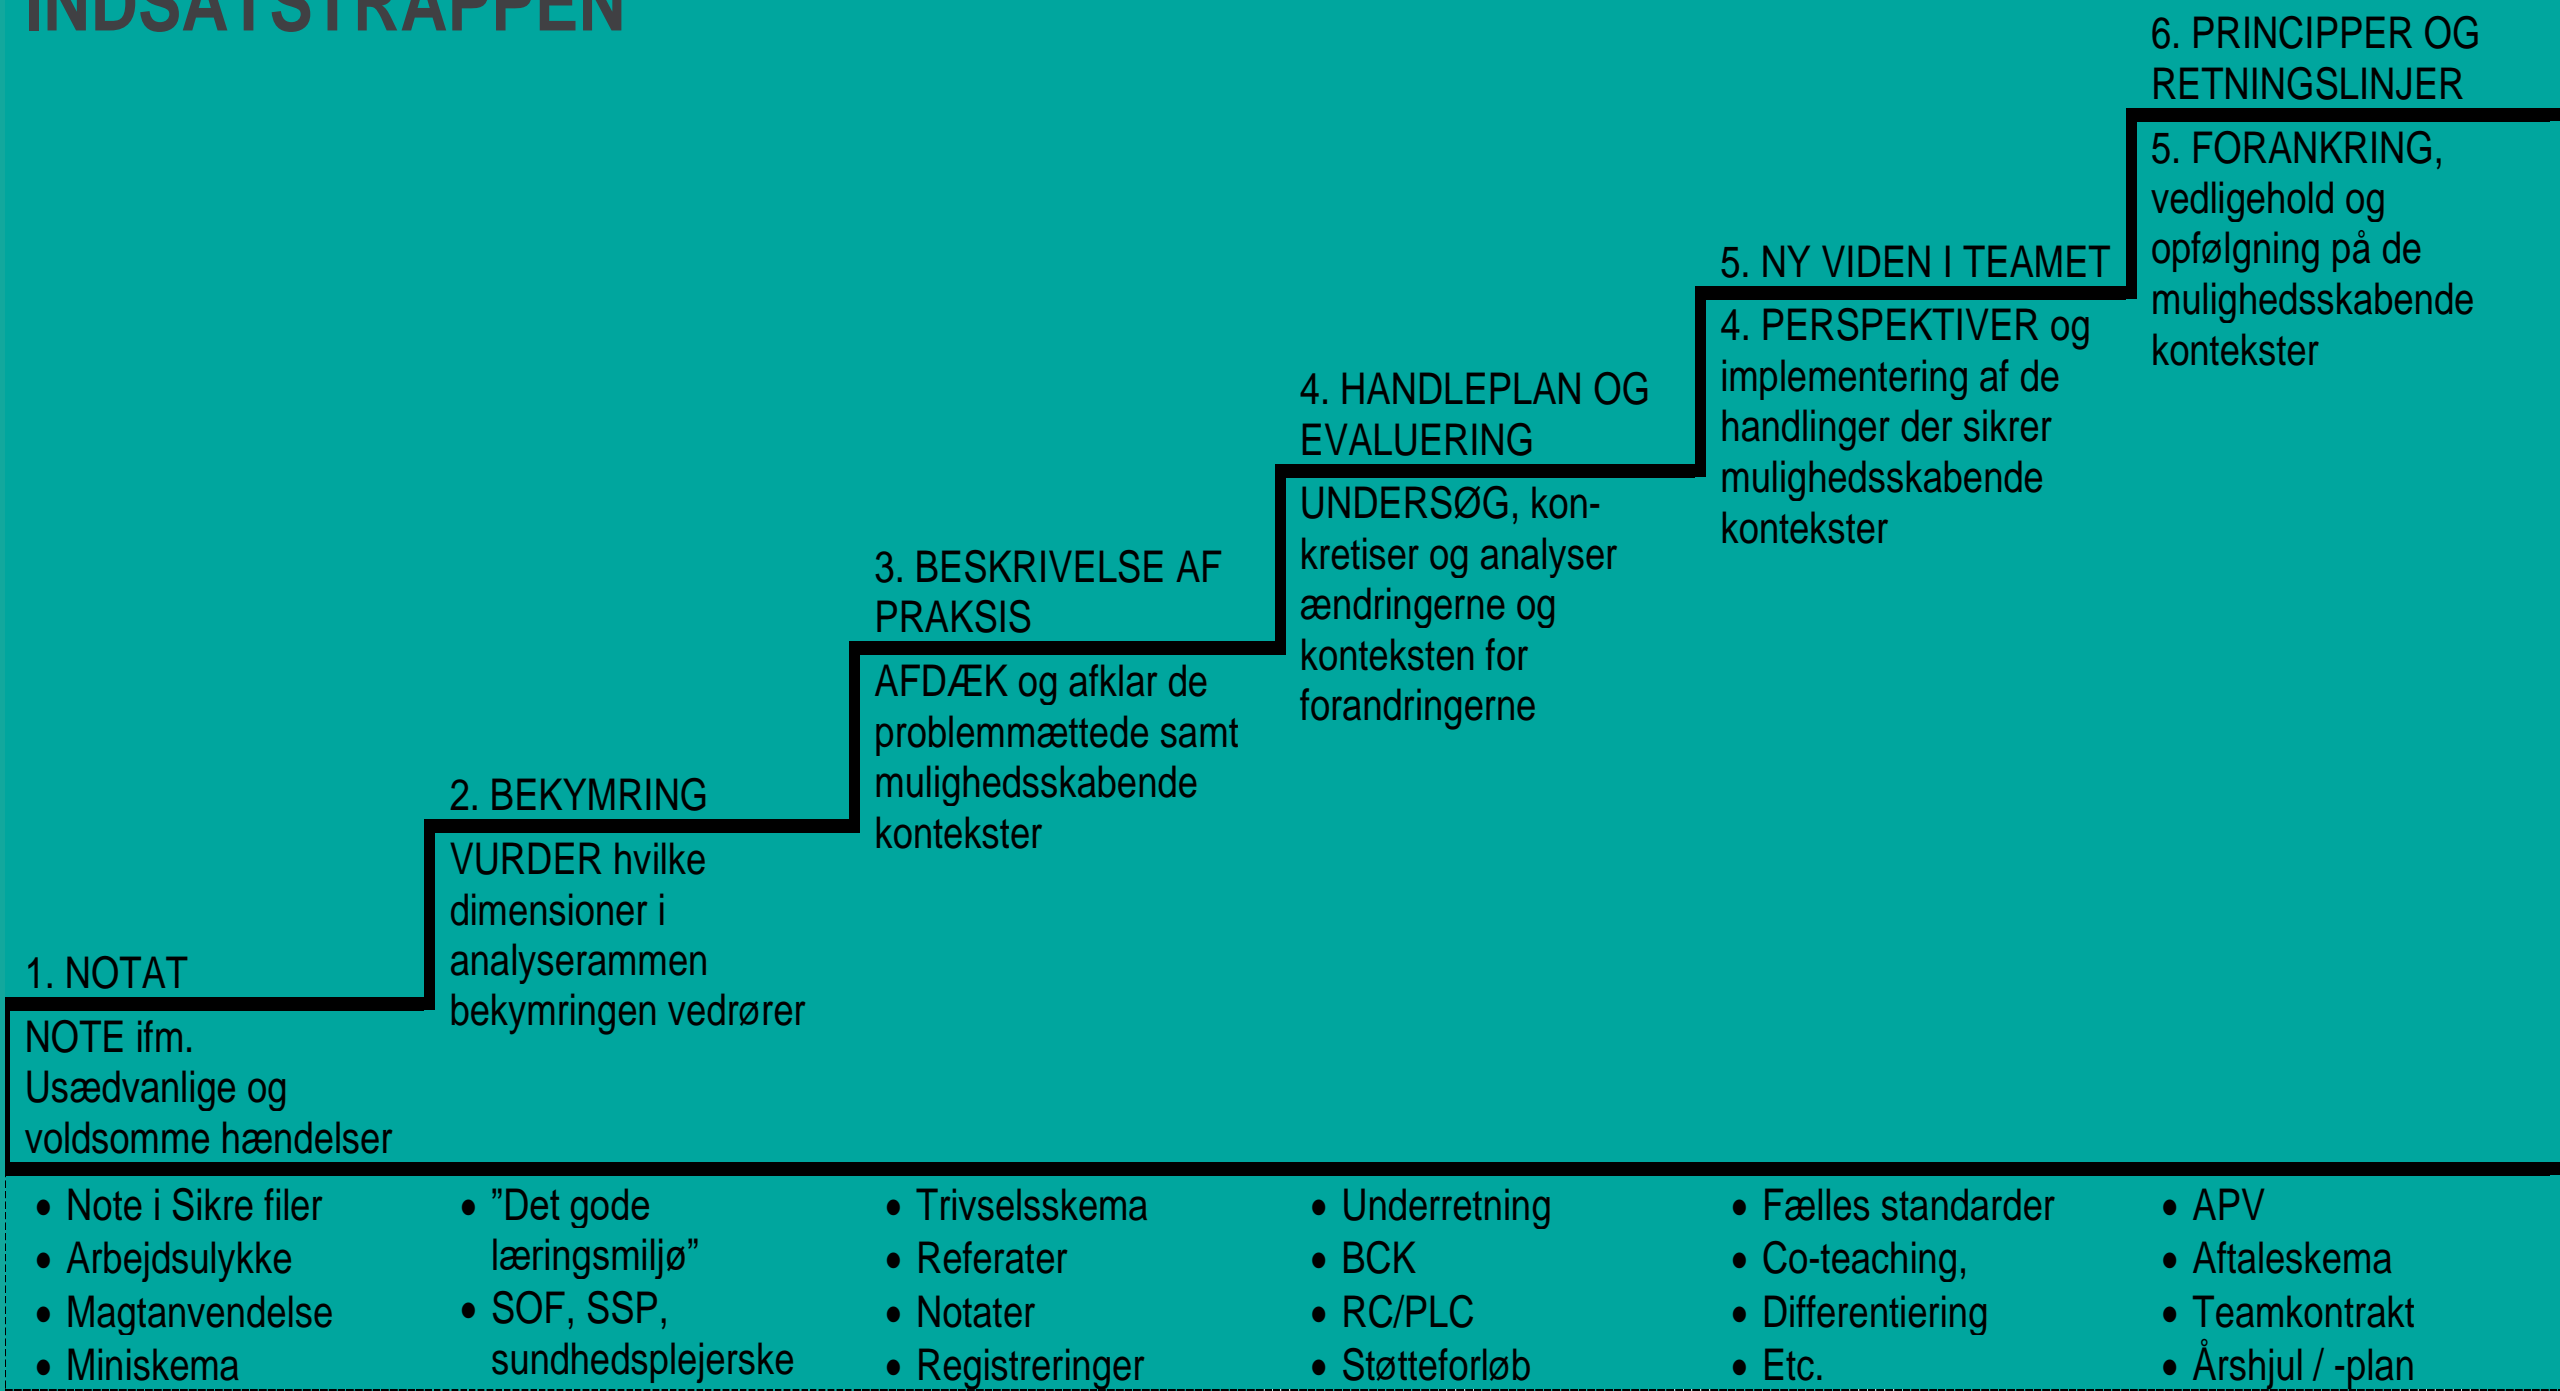 INDSATSTRAPPEN
1. NOTAT
NOTE ifm.
Usædvanlige og
voldsomme hændelser
• Note i Sikre filer
• Arbejdsulykke
• Magtanvendelse
• Miniskema
2. BEKYMRING
VURDER hvilke
dimensioner i
analyserammen
bekymringen vedrører
• ”Det gode
læringsmiljø”
• SOF, SSP,
sundhedsplejerske
3. BESKRIVELSE AF
PRAKSIS
AFDÆK og afklar de
problemmættede samt
mulighedsskabende
kontekster
• Trivselsskema
• Referater
• Notater
• Registreringer
4. HANDLEPLAN OG
EVALUERING
UNDERSØG, kon-
kretiser og analyser
ændringerne og
konteksten for
forandringerne
• Underretning
• BCK
• RC/PLC
• Støtteforløb
5. NY VIDEN I TEAMET
4. PERSPEKTIVER og
implementering af de
handlinger der sikrer
mulighedsskabende
kontekster
• Fælles standarder
• Co-teaching,
• Differentiering
• Etc.
6. PRINCIPPER OG
RETNINGSLINJER
5. FORANKRING,
vedligehold og
opfølgning på de
mulighedsskabende
kontekster
• APV
• Aftaleskema
• Teamkontrakt
• Årshjul / -plan